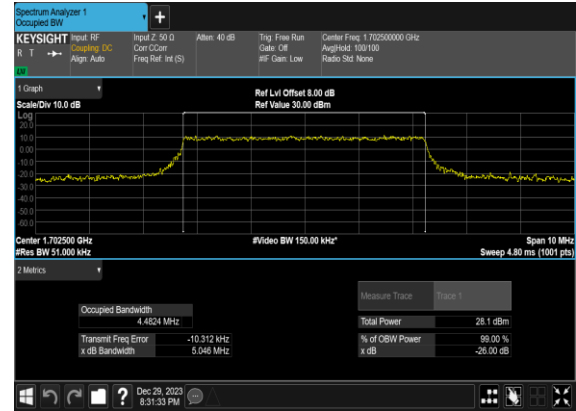 Spectrum Analyzer 1
Occupied BW
KEYSIGHT
R T
LU
Input: RF
Coupling: DC
Align: Auto
Input Z: 50 Ω
Corr CCorr
Freq Ref: Int (S)
Atten: 40 dB
Trig: Free Run
Gate: Off
#IF Gain: Low
Center Freq: 1.702500000 GHz
Avg|Hold: 100/100
Radio Std: None
1 Graph
Scale/Div 10.0 dB
Ref Lvl Offset 8.00 dB
Ref Value 30.00 dBm
Log
20.0
10.0
0.00
-10.0
-20.0
-30.0
-40.0
-50.0
-60.0
Center 1.702500 GHz
#Res BW 51.000 kHz
#Video BW 150.00 kHz*
Span 10 MHz
Sweep 4.80 ms (1001 pts)
2 Metrics
Measure Trace
Trace 1
Occupied Bandwidth
4.4824 MHz
Total Power
28.1 dBm
Transmit Freq Error
-10.312 kHz
% of OBW Power
99.00 %
x dB Bandwidth
5.046 MHz
x dB
-26.00 dB
?
Dec 29, 2023
8:31:33 PM